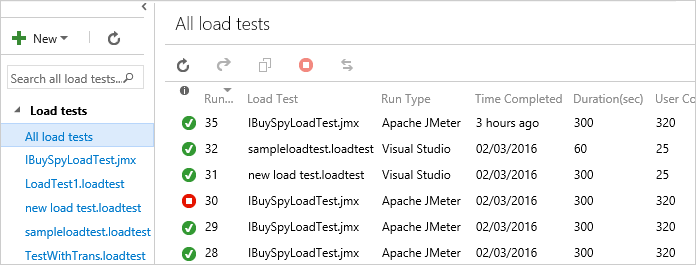 New
Search all load tests...
Load tests
All load tests
IBuySpyLoadTest.jmx
LoadTest1.loadtest
new load test.loadtest
sampleloadtest.loadtest
TestWithTrans.loadtest
All load tests
Run... Load Test Run Type Time Completed Duration(sec) User Co
35 IBuySpyLoadTest.jmx Apache JMeter 3 hours ago 300 320
32 sampleloadtest.loadtest Visual Studio 02/03/2016 60 25
31 new load test.loadtest Visual Studio 02/03/2016 300 25
30 IBuySpyLoadTest.jmx Apache JMeter 02/03/2016 300 320
29 IBuySpyLoadTest.jmx Apache JMeter 02/03/2016 300 320
28 IBuySpyLoadTest.jmx Apache JMeter 02/03/2016 300 320